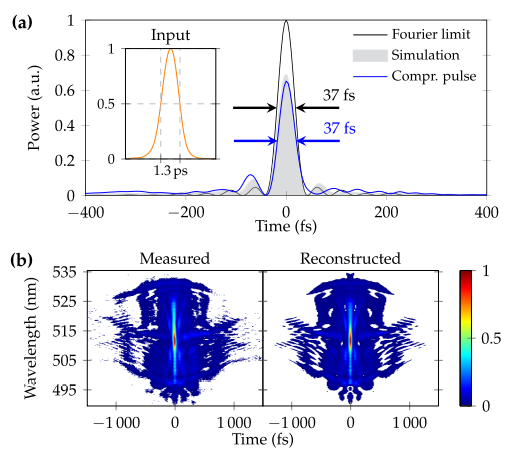 (a)
Input
1
0.5
0
1.3 ps
Fourier limit
Simulation
Compr. pulse
37 fs
37 fs
Power (a.u.)
1
0.8
0.6
0.4
0.2
0
−400
−200
0
200
400
Time (fs)
(b)
Measured
Reconstructed
Wavelength (nm)
535
525
515
505
495
−1 000
0
1 000
−1 000
0
1 000
Time (fs)
1
0.5
0